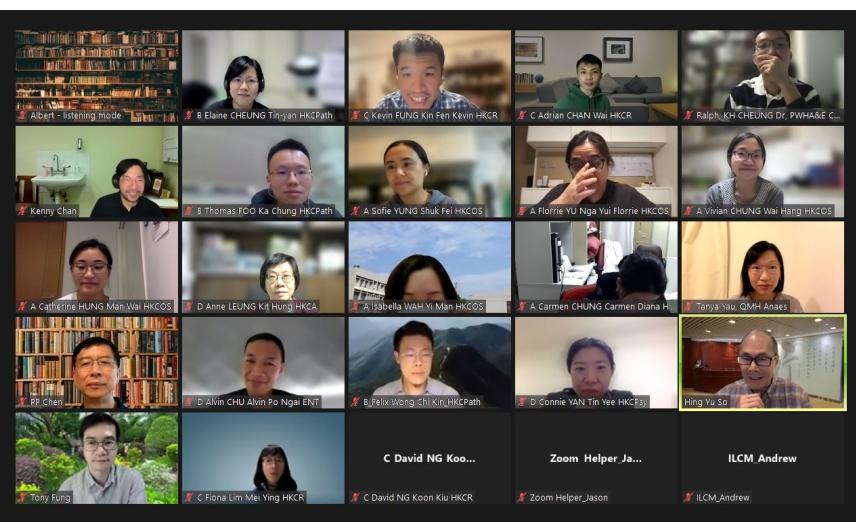 Albert - listening mode
B Elaine CHEUNG Tin-yan HKCPath
C Kevin FUNG Kin Fen Kevin HKCR
C Adrian CHAN Wai HKCR
Ralph, KH CHEUNG Dr, PWHA&E C...
Kenny Chan
B Thomas FOO Ka Chung HKCPath
A Sofie YUNG Shuk Fei HKCOS
A Florrie YU Nga Yui Florrie HKCOS
A Vivian CHUNG Wai Hang HKCOS
A Catherine HUNG Man Wai HKCOS
D Anne LEUNG Kit Hung HKCA
A Isabella WAH Yi Man HKCOS
A Carmen CHUNG Carmen Diana H
Tanya Yau, QMH Anaes
PP Chen
D Alvin CHU Alvin Po Ngai ENT
B_Felix Wong Chi Kin_HKCPath
D Connie YAN Tin Yee HKCPay
Hing Yu So
Tony Fung
C Fiona Lim Mei Ying HKCR
C David NG Koo...
C David NG Koon Kiu HKCR
Zoom Helper_Ja...
Zoom Helper_Jason
ILCM_Andrew
ILCM_Andrew